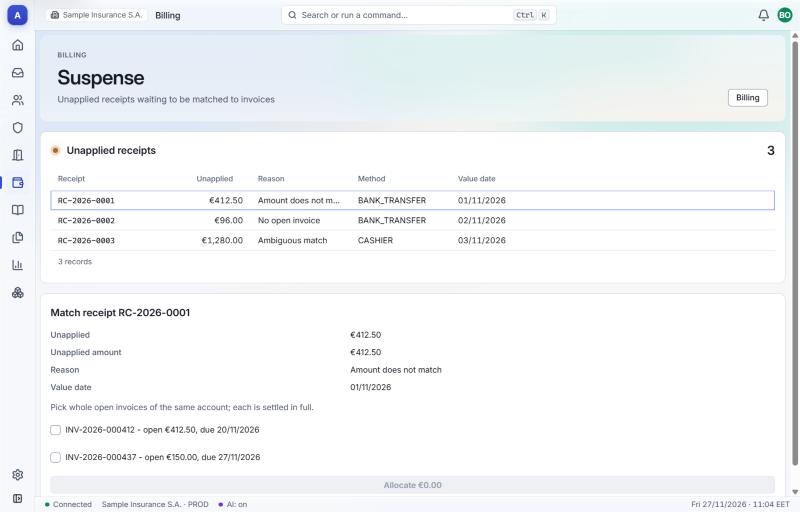 A Sample Insurance S.A. Billing Search or run a command... Ctrl K BO
BILLING
Suspense
Unapplied receipts waiting to be matched to invoices
Billing
Unapplied receipts 3
Receipt Unapplied Reason Method Value date
RC-2026-0001 €412.50 Amount does not m... BANK_TRANSFER 01/11/2026
RC-2026-0002 €96.00 No open invoice BANK_TRANSFER 02/11/2026
RC-2026-0003 €1,280.00 Ambiguous match CASHIER 03/11/2026
3 records
Match receipt RC-2026-0001
Unapplied €412.50
Unapplied amount €412.50
Reason Amount does not match
Value date 01/11/2026
Pick whole open invoices of the same account; each is settled in full.
INV-2026-000412 - open €412.50, due 20/11/2026
INV-2026-000437 - open €150.00, due 27/11/2026
Allocate €0.00
Connected Sample Insurance S.A. · PROD AI: on Fri 27/11/2026 · 11:04 EET